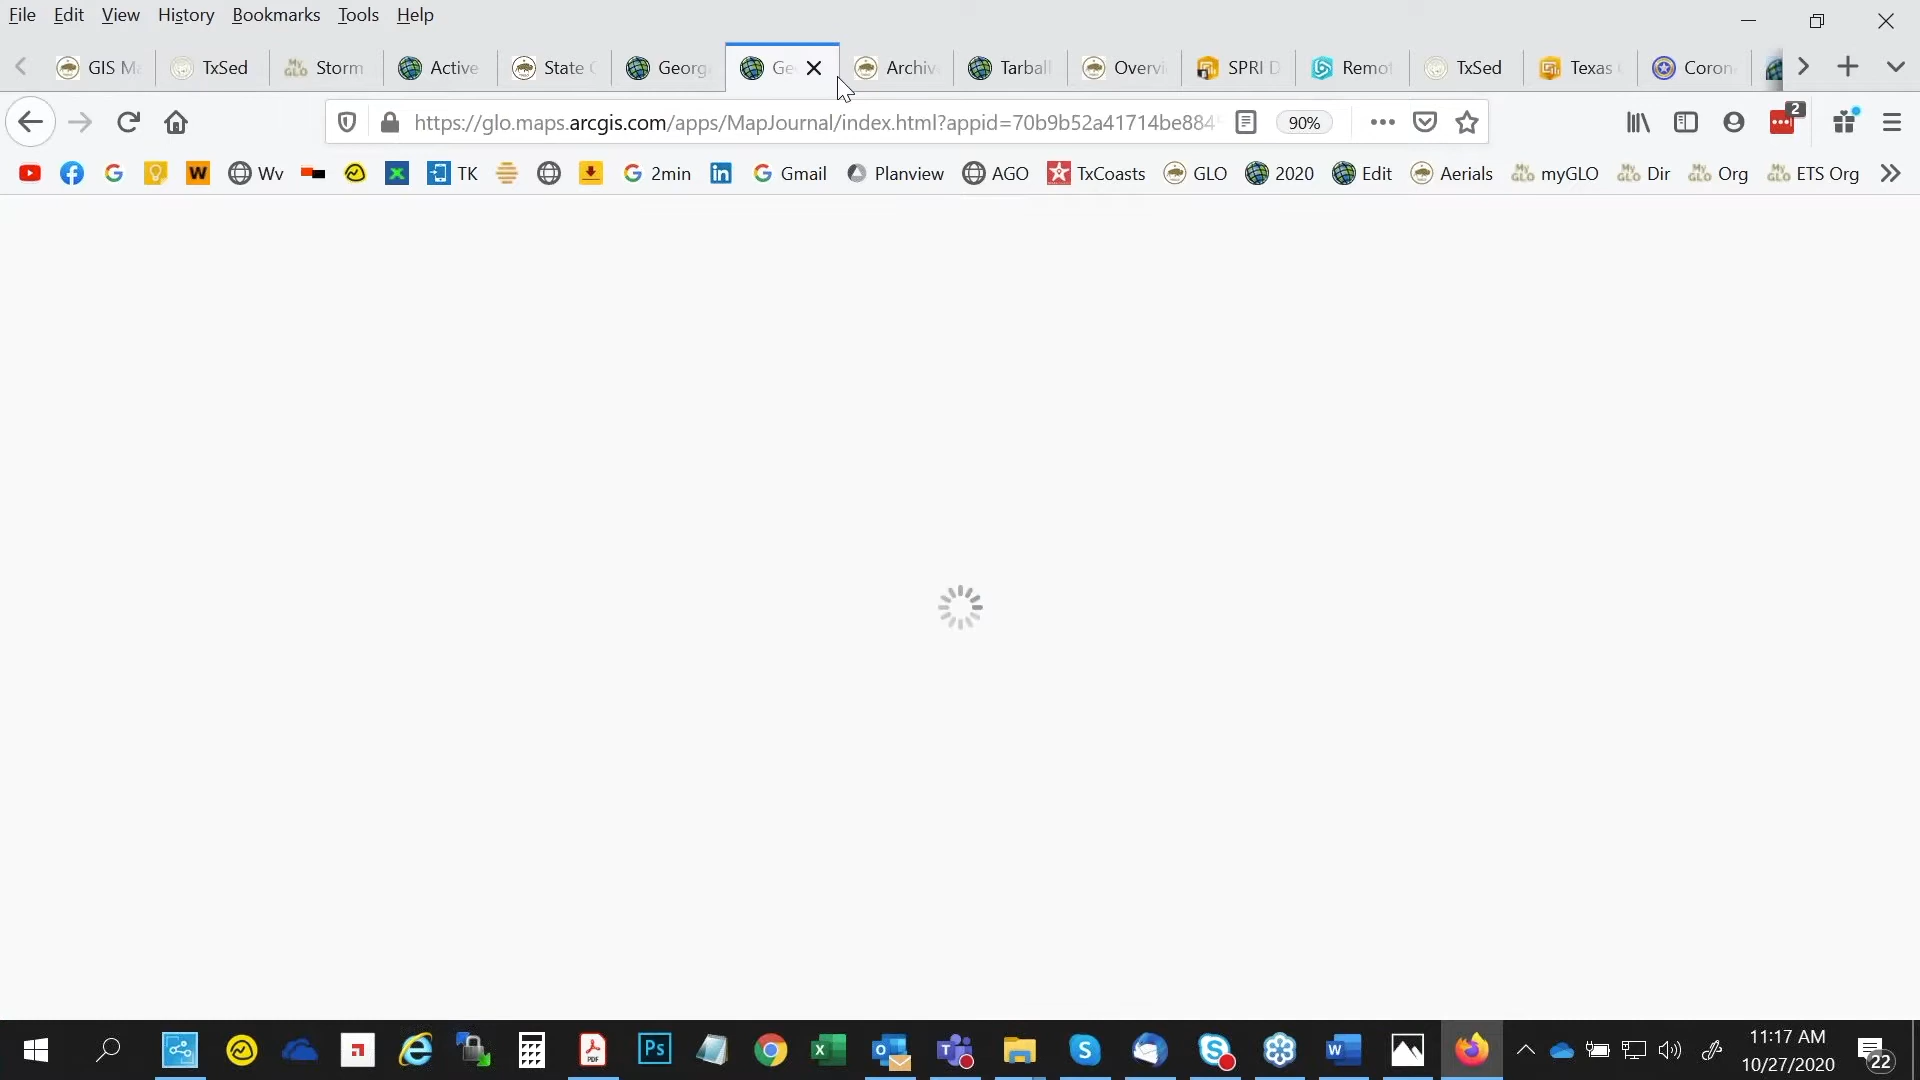 File Edit View History Bookmarks Tools Help
GIS Ma TxSed Storm Active State C Georg Ge Archiv Tarball Overvi SPRI D Remot TxSed Texas Coron
https://glo.maps.arcgis.com/apps/MapJournal/index.html?appid=70b9b52a41714be884 90% 2
Wv TK 2min Gmail Planview AGO TxCoasts GLO 2020 Edit Aerials myGLO Dir Org ETS Org
11:17 AM
10/27/2020 22